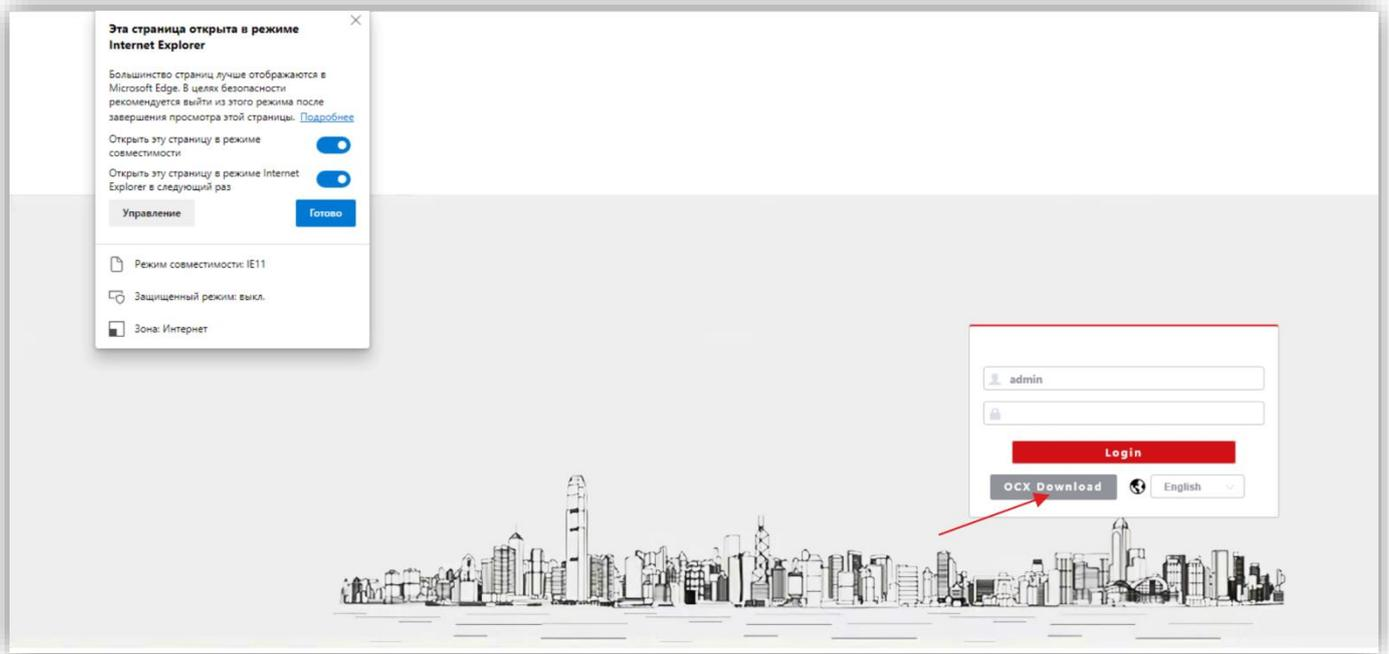 Эта страница открыта в режиме
Internet Explorer
Большинство страниц лучше отображаются в
Microsoft Edge. В целях безопасности
рекомендуется выйти из этого режима после
завершения просмотра этой страницы. Подробнее
Открыть эту страницу в режиме
совместимости
Открыть эту страницу в режиме Internet
Explorer в следующий раз
Управление
Готово
Режим совместимости: IE11
Защищенный режим: выкл.
Зона: Интернет
admin
Login
OCX Download
English